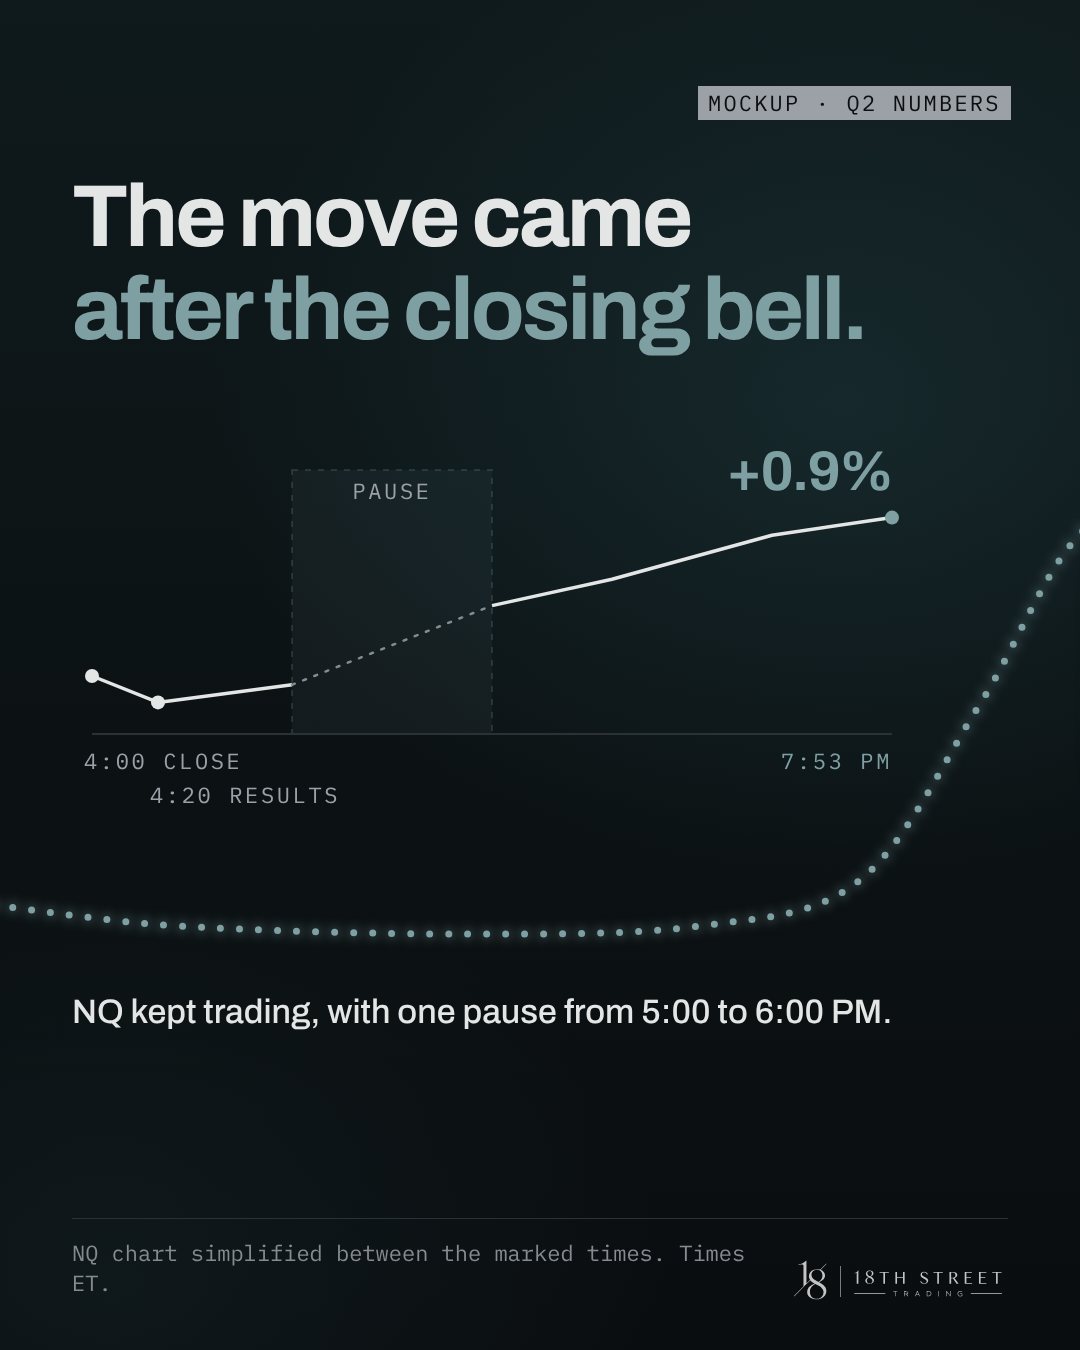 MOCKUP · Q2 NUMBERS
The move came
after the closing bell.
+0.9%
PAUSE
4:00 CLOSE
7:53 PM
4:20 RESULTS
NQ kept trading, with one pause from 5:00 to 6:00 PM.
NQ chart simplified between the marked times. Times
ET.
18 | 18TH STREET
TRADING